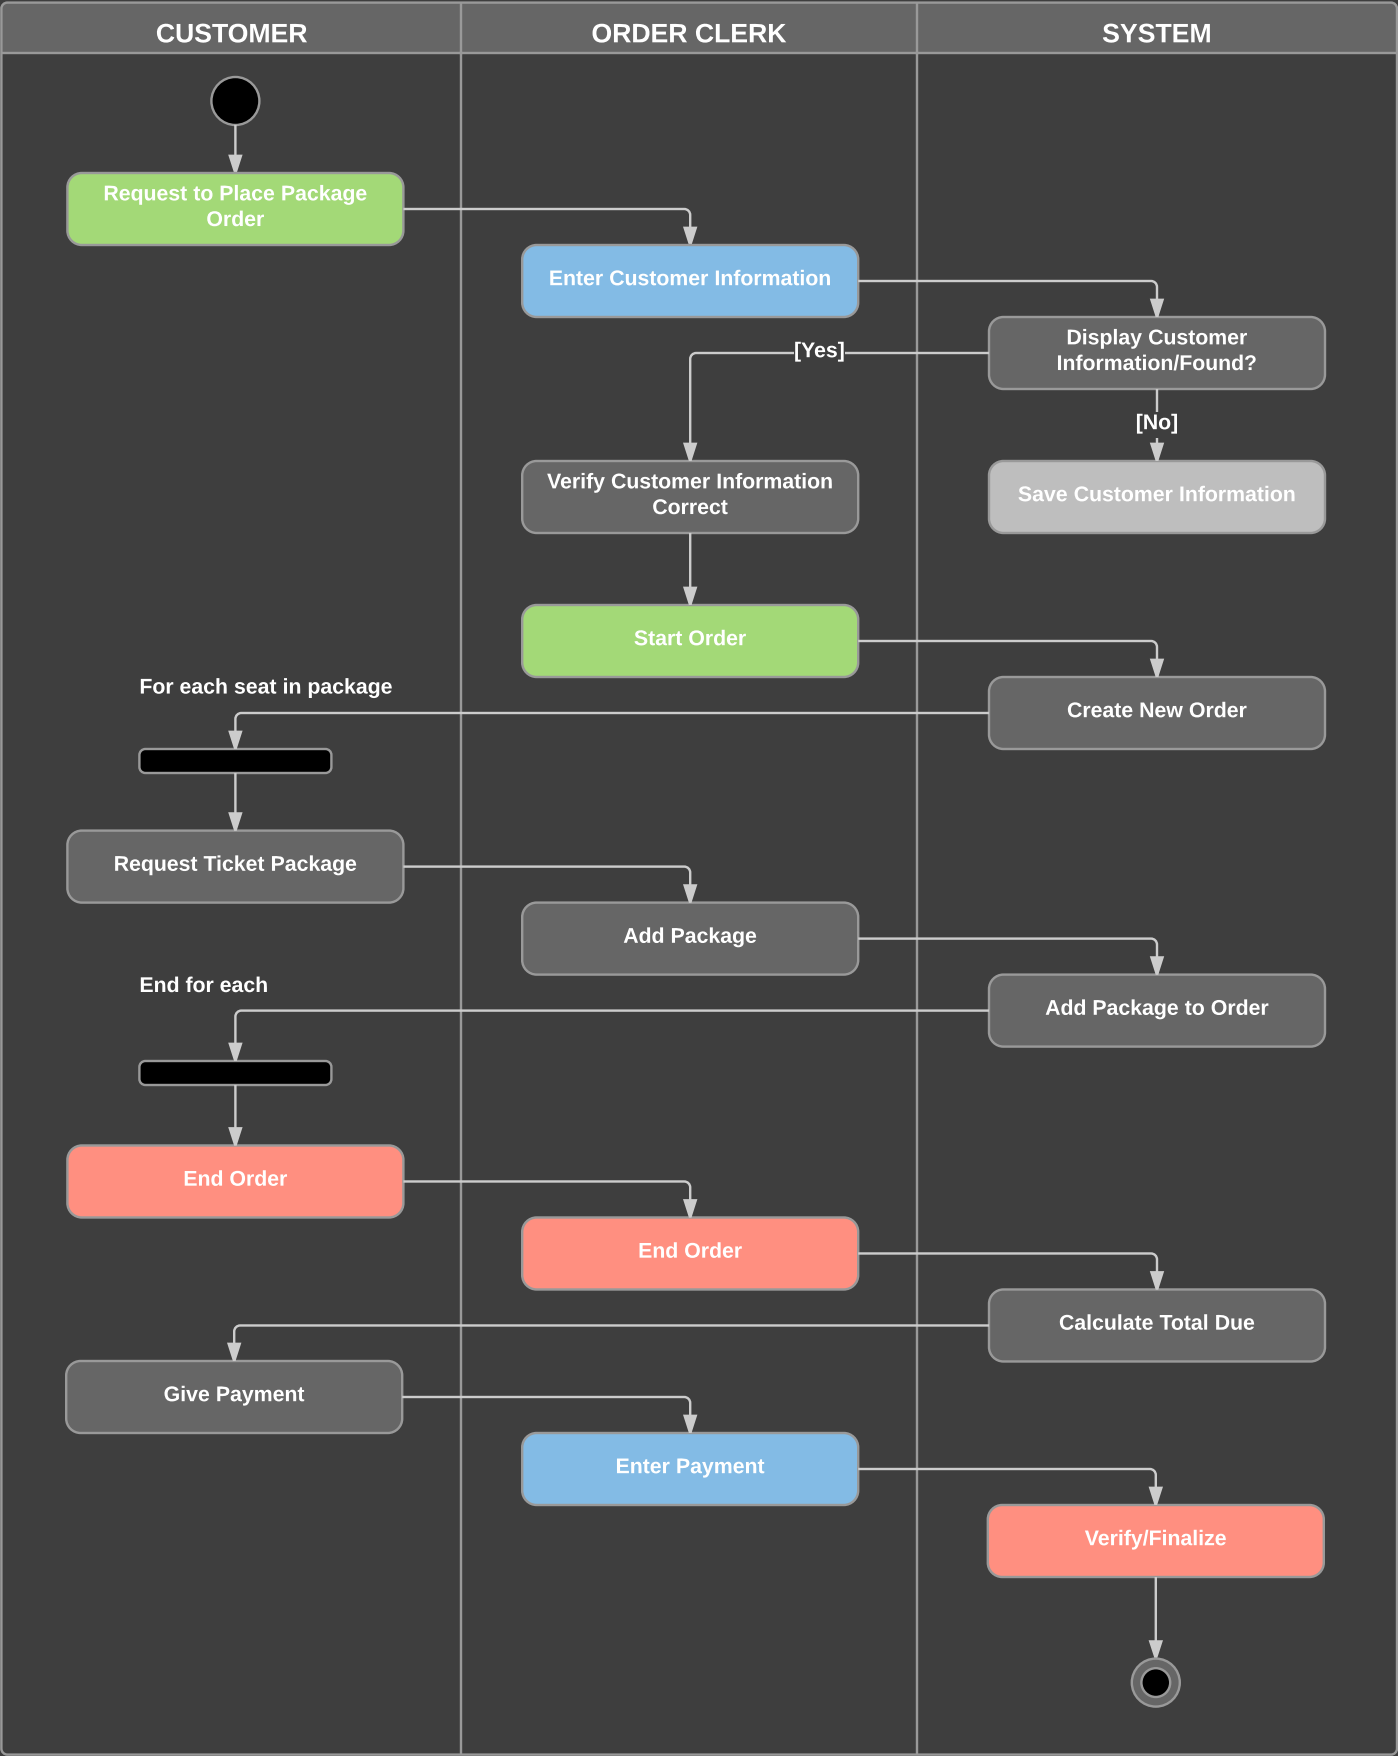 CUSTOMER
ORDER CLERK
SYSTEM
Request to Place Package
Order
Enter Customer Information
Display Customer
Information/Found?
[Yes]
[No]
Verify Customer Information
Correct
Save Customer Information
Start Order
For each seat in package
Create New Order
Request Ticket Package
Add Package
End for each
Add Package to Order
End Order
End Order
Calculate Total Due
Give Payment
Enter Payment
Verify/Finalize